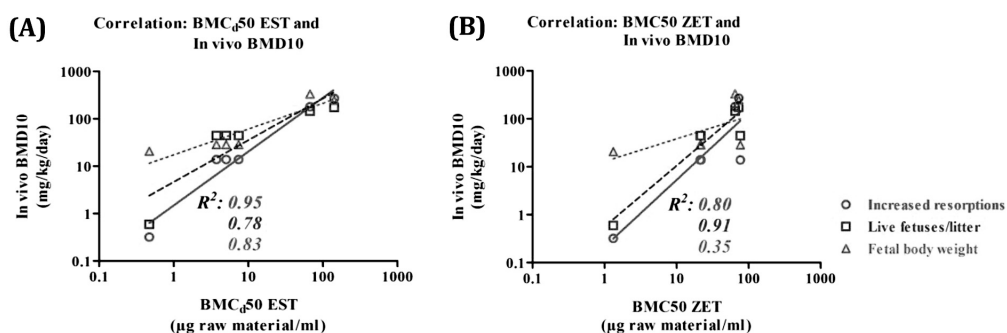 (A)
Correlation: BMCd50 EST and
In vivo BMD10
In vivo BMD10
(mg/kg/day)
1000
100
10
1
0.1
R²: 0.95
0.78
0.83
0.1 1 10 100 1000
BMCd50 EST
(µg raw material/ml)
(B)
Correlation: BMC50 ZET and
In vivo BMD10
In vivo BMD10
(mg/kg/day)
1000
100
10
1
0.1
R²: 0.80
0.91
0.35
0.1 1 10 100 1000
BMC50 ZET
(µg raw material/ml)
Increased resorptions
Live fetuses/litter
Fetal body weight